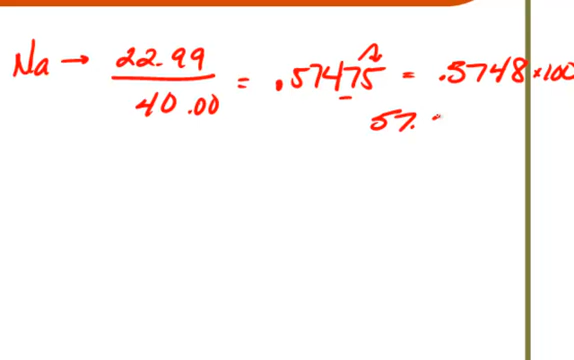 Na → 22.99 / 40.00 = .57475 = .5748 × 100
57.